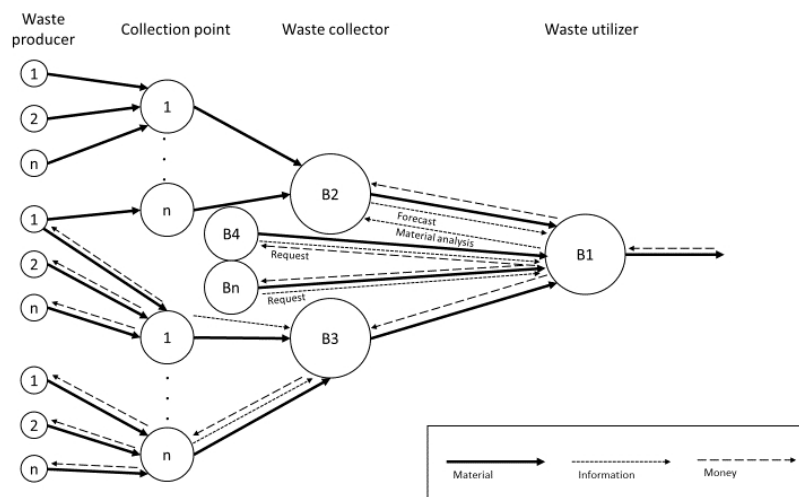 Waste
producer
Collection point
Waste collector
Waste utilizer
1
2
n
1
B2
1
n
B4
Forecast
Material analysis
Request
B1
2
Bn
Request
n
1
B3
1
2
n
n
Material
Information
Money